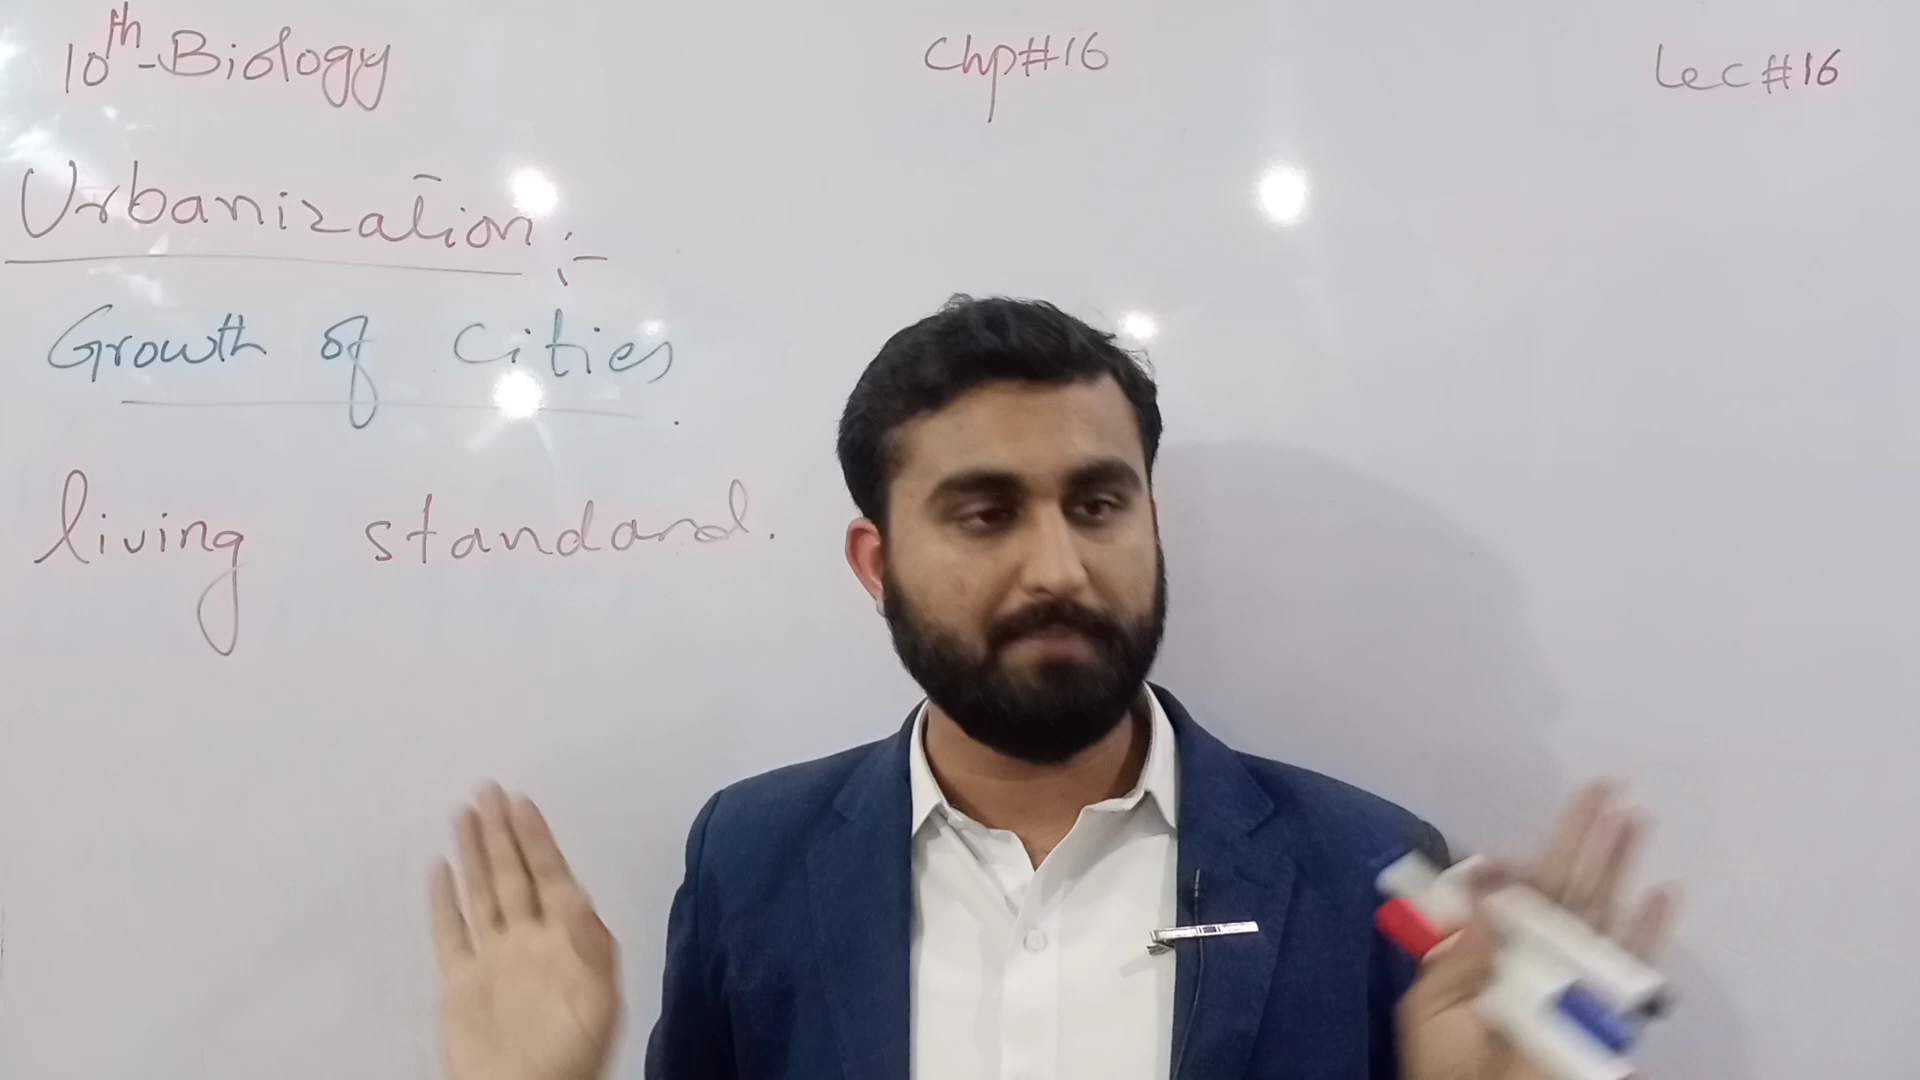 10th-Biology
Chp#16
Lec#16
Urbanization:-
Growth of Cities.
living standard.